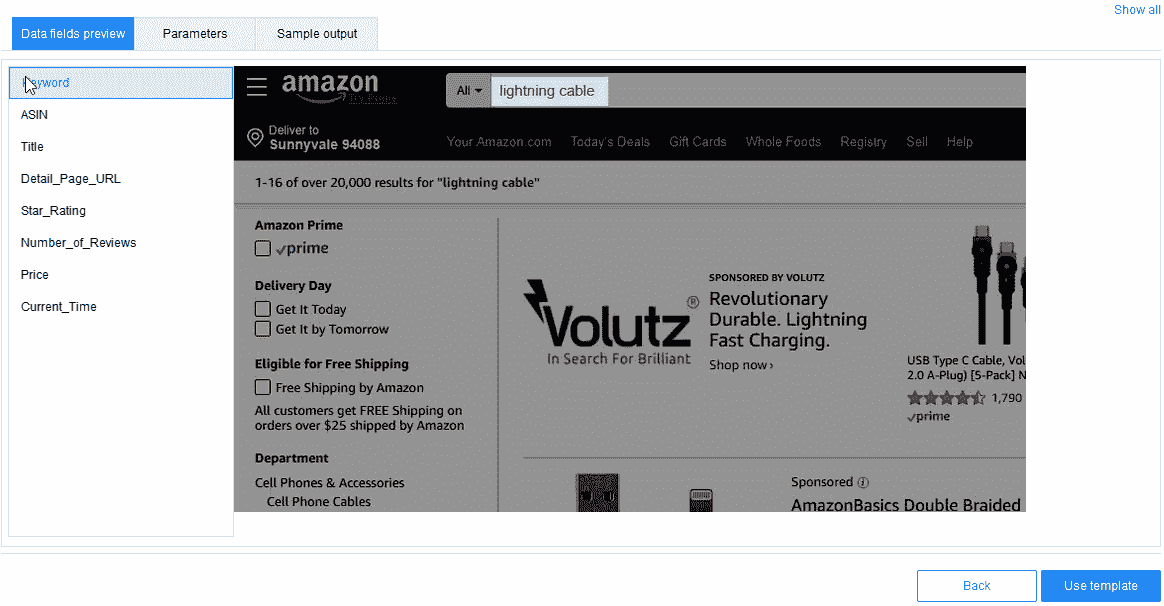 Show all
Data fields preview
Parameters
Sample output
Keyword
ASIN
Title
Detail_Page_URL
Star_Rating
Number_of_Reviews
Price
Current_Time
amazon
All
lightning cable
Deliver to
Sunnyvale 94088
Your Amazon.com Today's Deals Gift Cards Whole Foods Registry Sell Help
1-16 of over 20,000 results for "lightning cable"
Amazon Prime
prime
Delivery Day
Get It Today
Get It by Tomorrow
Eligible for Free Shipping
Free Shipping by Amazon
All customers get FREE Shipping on
orders over $25 shipped by Amazon
Department
Cell Phones & Accessories
Cell Phone Cables
Volutz®
In Search For Brilliant
SPONSORED BY VOLUTZ
Revolutionary
Durable. Lightning
Fast Charging.
Shop now ›
USB Type C Cable, Vol
2.0 A-Plug) [5-Pack] N
1,790
prime
Sponsored
AmazonBasics Double Braided
Back
Use template